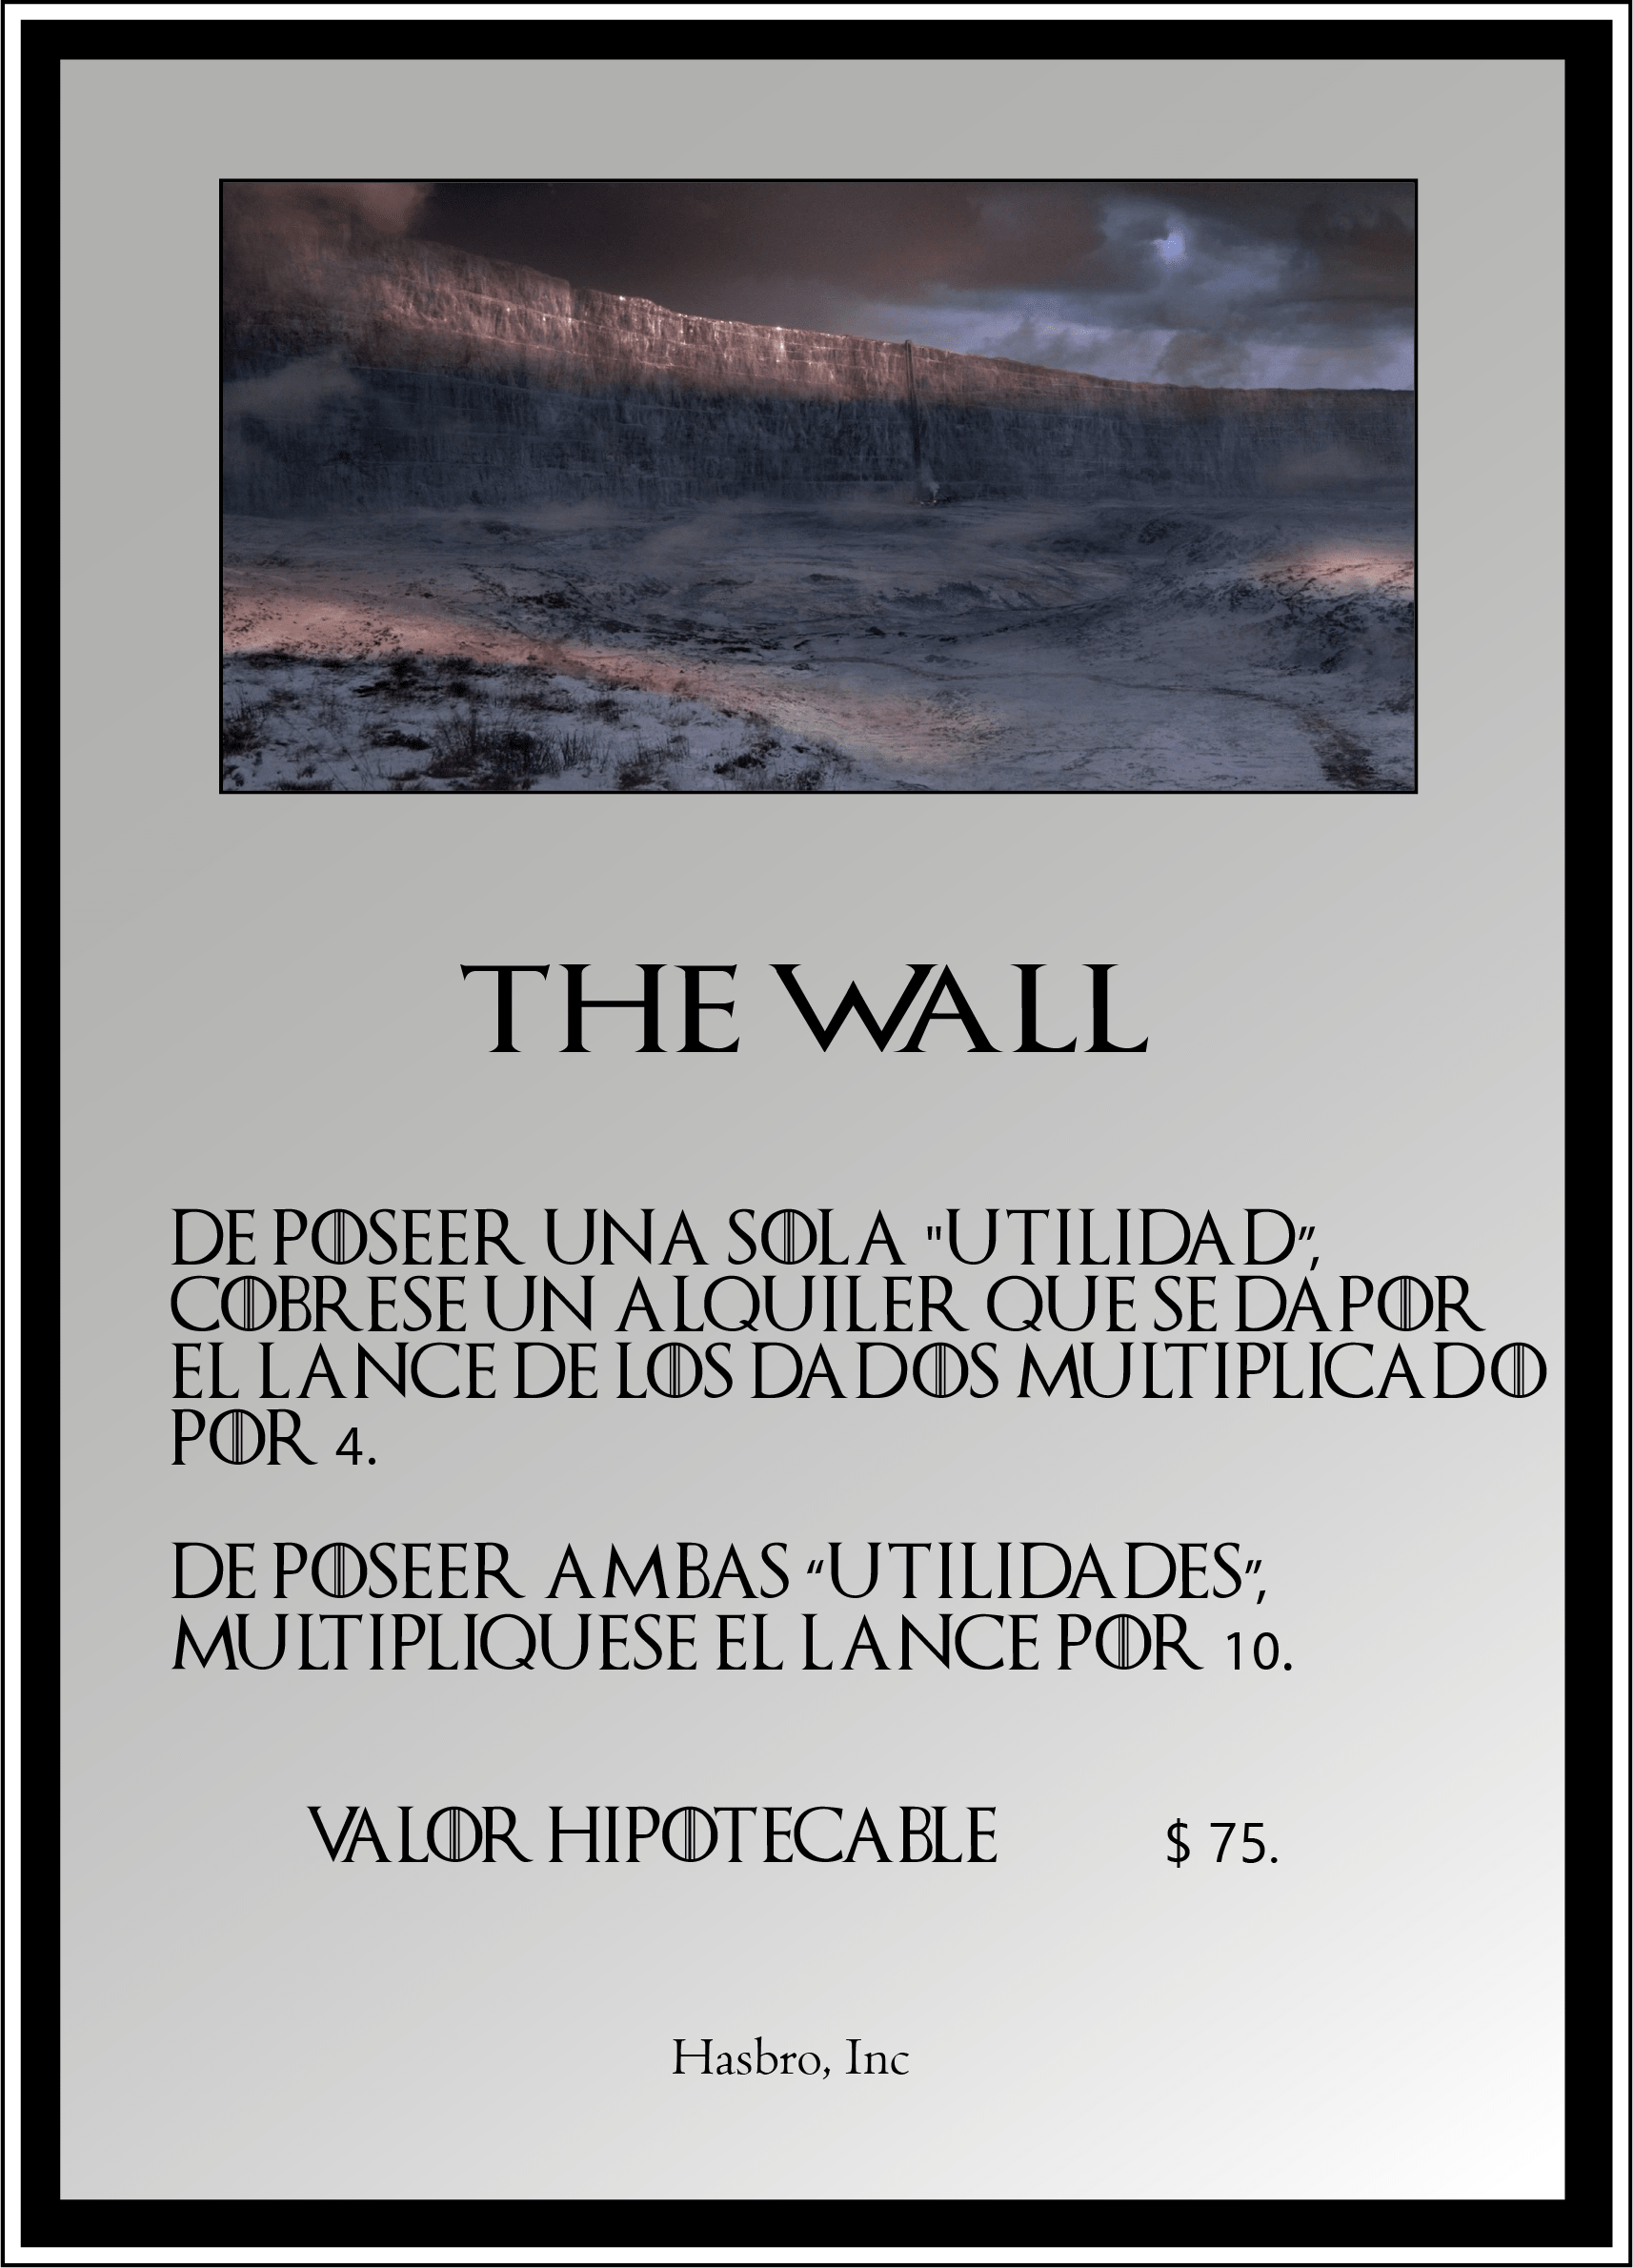 THE WALL
DE POSEER UNA SOLA "UTILIDAD”,
COBRESE UN ALQUILER QUE SE DA POR
EL LANCE DE LOS DADOS MULTIPLICADO
POR 4.
DE POSEER AMBAS “UTILIDADES”,
MULTIPLIQUESE EL LANCE POR 10.
VALOR HIPOTECABLE $ 75.
Hasbro, Inc